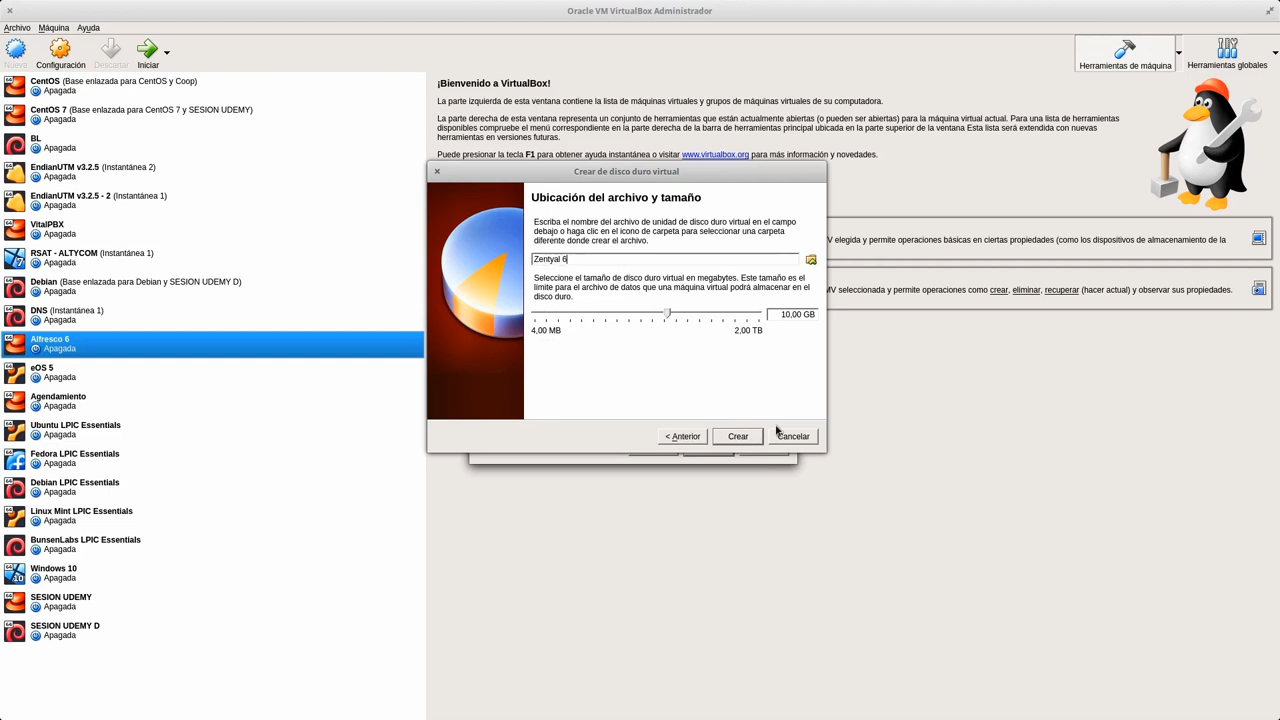 Oracle VM VirtualBox Administrador
Archivo Máquina Ayuda
Nueva Configuración Descartar Iniciar
Herramientas de máquina Herramientas globales
CentOS (Base enlazada para CentOS y Coop)
Apagada
CentOS 7 (Base enlazada para CentOS 7 y SESION UDEMY)
Apagada
BL
Apagada
EndianUTM v3.2.5 (Instantánea 2)
Apagada
EndianUTM v3.2.5 - 2 (Instantánea 1)
Apagada
VitalPBX
Apagada
RSAT - ALTYCOM (Instantánea 1)
Apagada
Debian (Base enlazada para Debian y SESION UDEMY D)
Apagada
DNS (Instantánea 1)
Apagada
Alfresco 6
Apagada
eOS 5
Apagada
Agendamiento
Apagada
Ubuntu LPIC Essentials
Apagada
Fedora LPIC Essentials
Apagada
Debian LPIC Essentials
Apagada
Linux Mint LPIC Essentials
Apagada
BunsenLabs LPIC Essentials
Apagada
Windows 10
Apagada
SESION UDEMY
Apagada
SESION UDEMY D
Apagada
¡Bienvenido a VirtualBox!
La parte izquierda de esta ventana contiene la lista de máquinas virtuales y grupos de máquinas virtuales de su computadora.
La parte derecha de esta ventana representa un conjunto de herramientas que están actualmente abiertas (o pueden ser abiertas) para la máquina virtual actual. Para una lista de herramientas
disponibles compruebe el menú correspondiente en la parte derecha de la barra de herramientas principal ubicada en la parte superior de la ventana Esta lista será extendida con nuevas
herramientas en versiones futuras.
Puede presionar la tecla F1 para obtener ayuda instantánea o visitar www.virtualbox.org para más información y novedades.
Crear de disco duro virtual
Ubicación del archivo y tamaño
Escriba el nombre del archivo de unidad de disco duro virtual en el campo
debajo o haga clic en el icono de carpeta para seleccionar una carpeta
diferente donde crear el archivo.
Zentyal 6
Seleccione el tamaño de disco duro virtual en megabytes. Este tamaño es el
límite para el archivo de datos que una máquina virtual podrá almacenar en el
disco duro.
10,00 GB
4,00 MB 2,00 TB
< Anterior Crear Cancelar
V elegida y permite operaciones básicas en ciertas propiedades (como los dispositivos de almacenamiento de la
MV seleccionada y permite operaciones como crear, eliminar, recuperar (hacer actual) y observar sus propiedades.